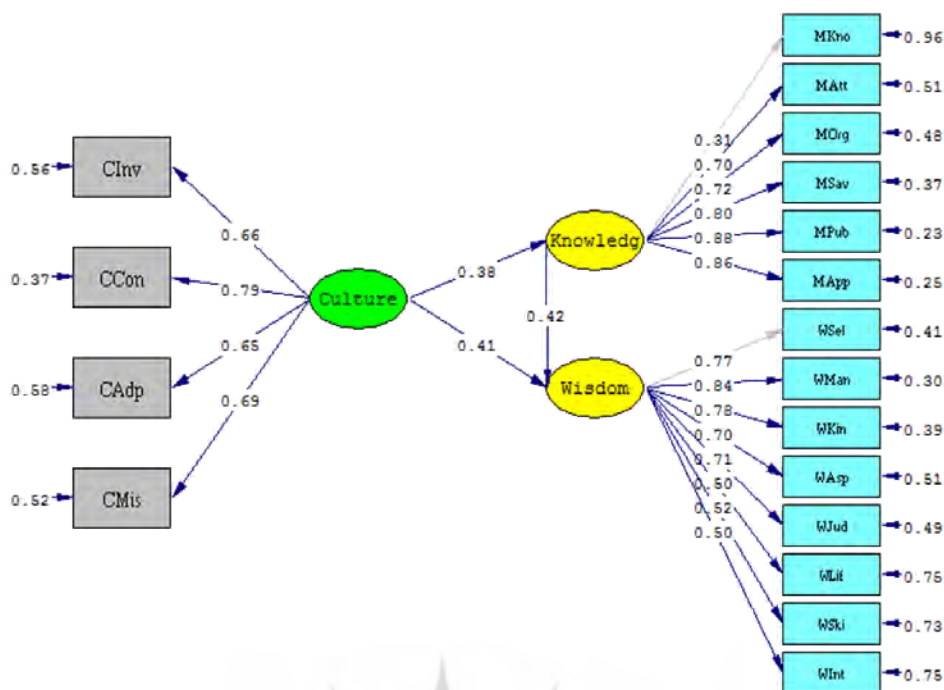 0.56
CInv
0.37
CCon
0.58
CAdp
0.52
CMis
0.66
0.79
0.65
0.69
Culture
0.38
0.41
Knowledg
0.42
Wisdom
0.31
0.70
0.72
0.80
0.88
0.86
0.77
0.84
0.78
0.70
0.71
0.50
0.52
0.50
MKno
0.96
MAtt
0.51
MOrg
0.48
MSav
0.37
MPub
0.23
MApp
0.25
WSel
0.41
WMan
0.30
WKin
0.39
WAsp
0.51
WJud
0.49
WLif
0.75
WSki
0.73
WInt
0.75